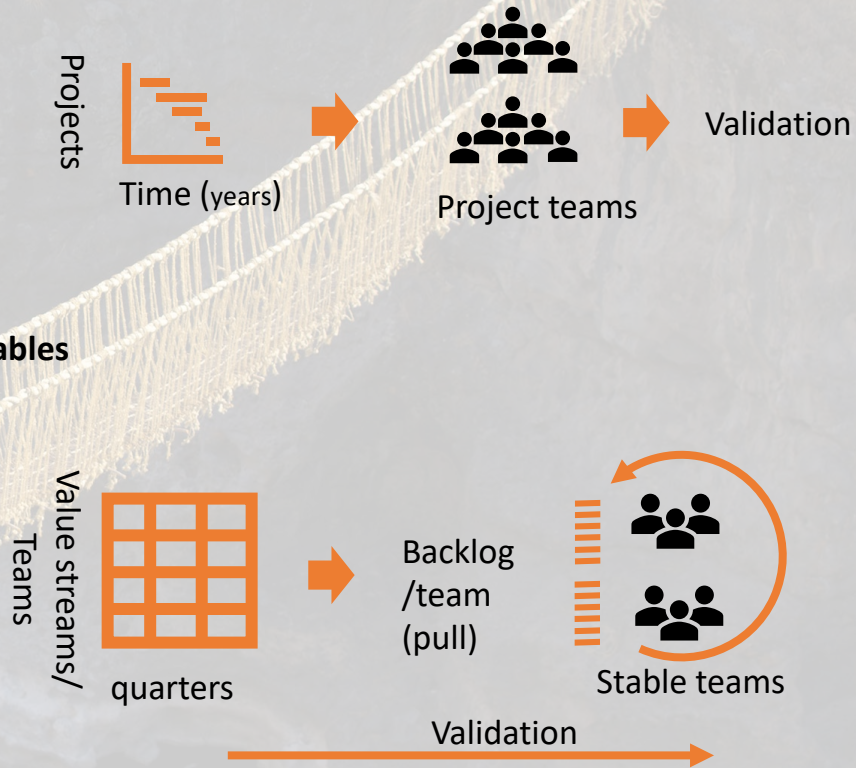 Projects
Time (years)
Project teams
Validation
ables
Value streams/
Teams
quarters
Backlog
/team
(pull)
Stable teams
Validation